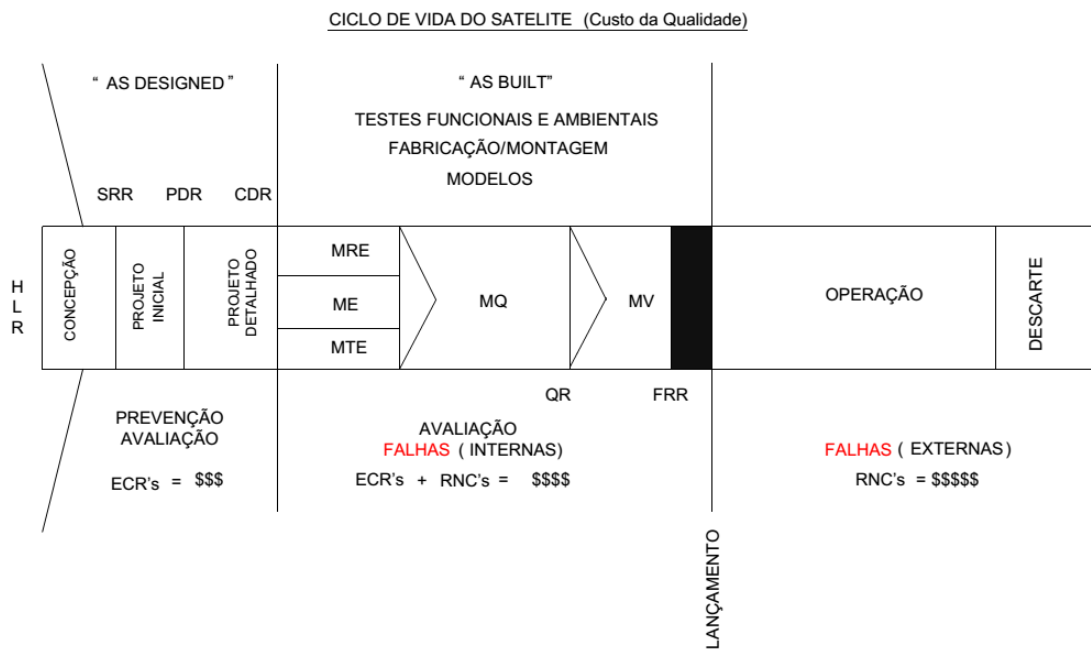 CICLO DE VIDA DO SATELITE (Custo da Qualidade)
“ AS DESIGNED ”
“ AS BUILT”
TESTES FUNCIONAIS E AMBIENTAIS
FABRICAÇÃO/MONTAGEM
MODELOS
SRR PDR CDR
H
L
R
CONCEPÇÃO
PROJETO
INICIAL
PROJETO
DETALHADO
MRE
ME
MTE
MQ
MV
OPERAÇÃO
DESCARTE
QR FRR
PREVENÇÃO
AVALIAÇÃO
ECR's = $$$
AVALIAÇÃO
FALHAS ( INTERNAS)
ECR's + RNC's = $$$$
FALHAS ( EXTERNAS)
RNC's = $$$$$
LANÇAMENTO